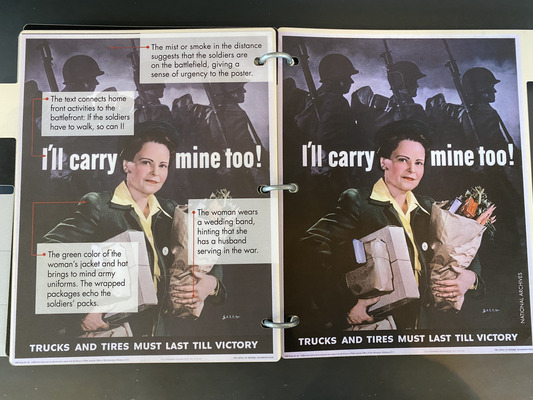 The mist or smoke in the distance
suggests that the soldiers are
on the battlefield, giving a
sense of urgency to the poster.
The text connects home
front activities to the
battlefront: If the soldiers
have to walk, so can I!
I'll carry mine too!
The woman wears
a wedding band,
hinting that she
has a husband
serving in the war.
The green color of the
woman's jacket and hat
brings to mind army
uniforms. The wrapped
packages echo the
soldiers' packs.
TRUCKS AND TIRES MUST LAST TILL VICTORY
I'll carry mine too!
NATIONAL ARCHIVES
TRUCKS AND TIRES MUST LAST TILL VICTORY